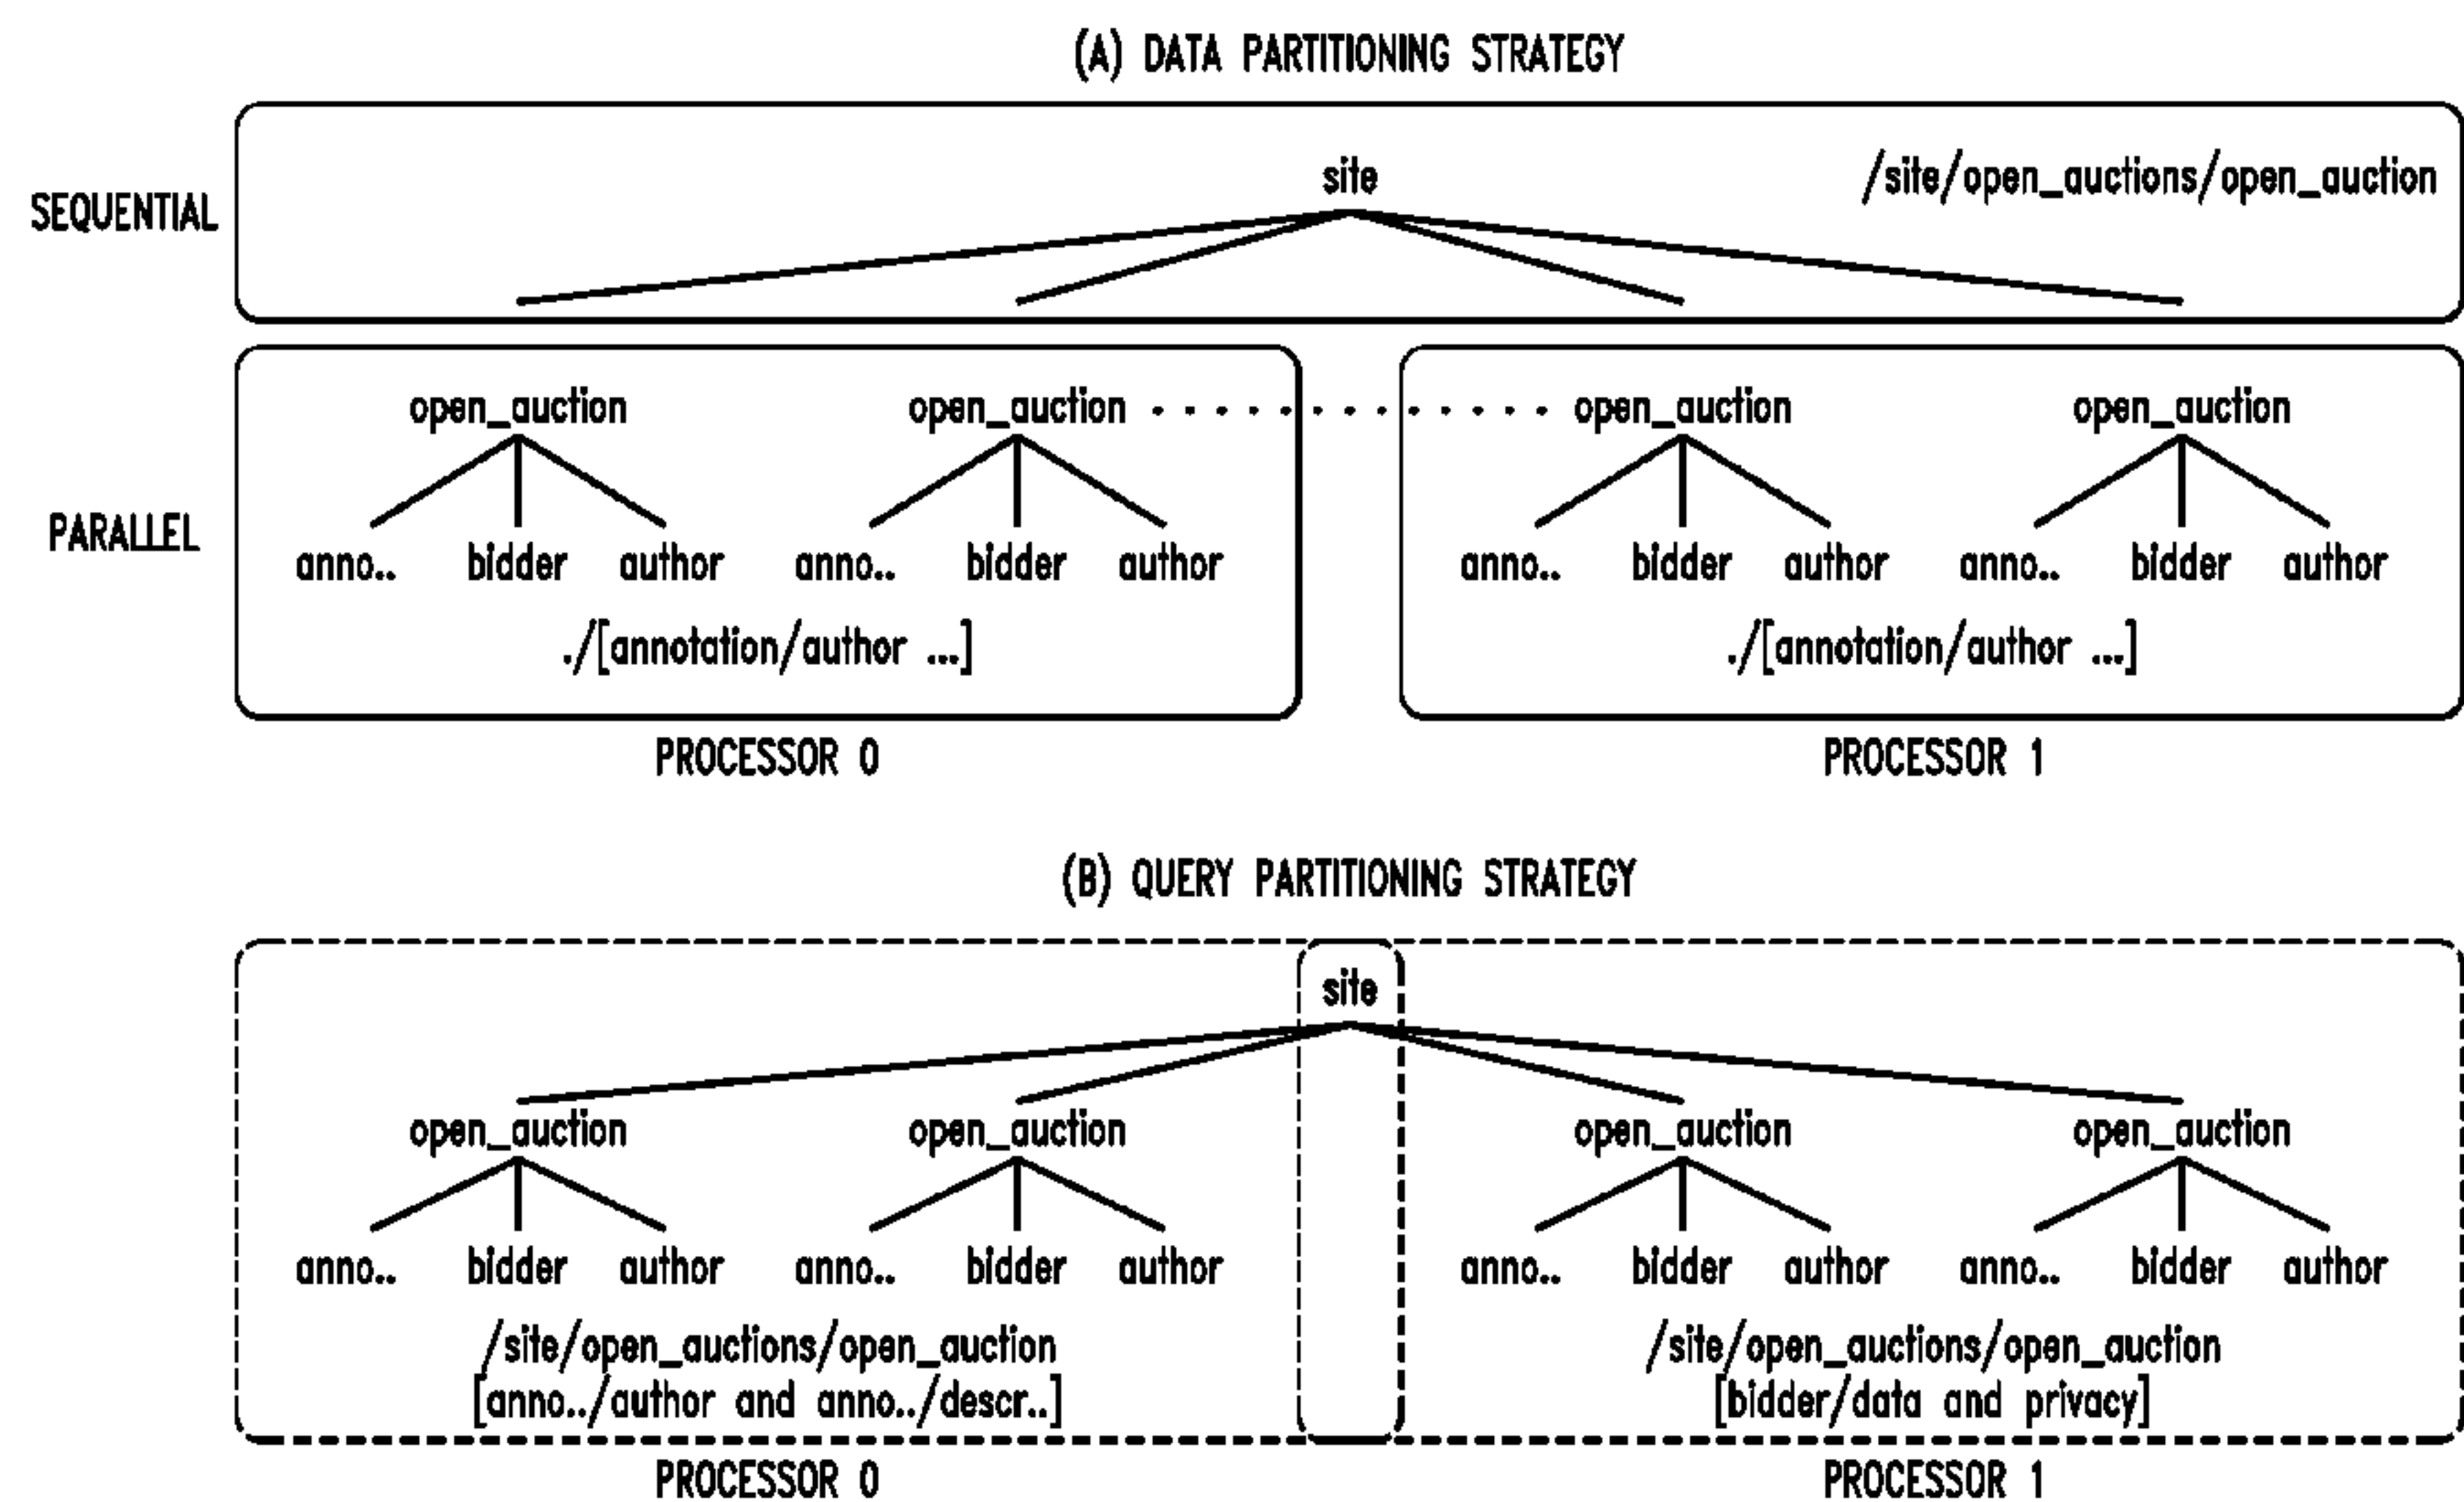 (A) DATA PARTITIONING STRATEGY
site
/site/open_auctions/open_auction
SEQUENTIAL
open_auction open_auction open_auction open_auction
PARALLEL
anno.. bidder author anno.. bidder author anno.. bidder author anno.. bidder author
./[annotation/author ...] ./[annotation/author ...]
PROCESSOR 0 PROCESSOR 1
(B) QUERY PARTITIONING STRATEGY
site
open_auction open_auction open_auction open_auction
anno.. bidder author anno.. bidder author anno.. bidder author anno.. bidder author
/site/open_auctions/open_auction /site/open_auctions/open_auction
[anno../author and anno../descr..] [bidder/data and privacy]
PROCESSOR 0 PROCESSOR 1